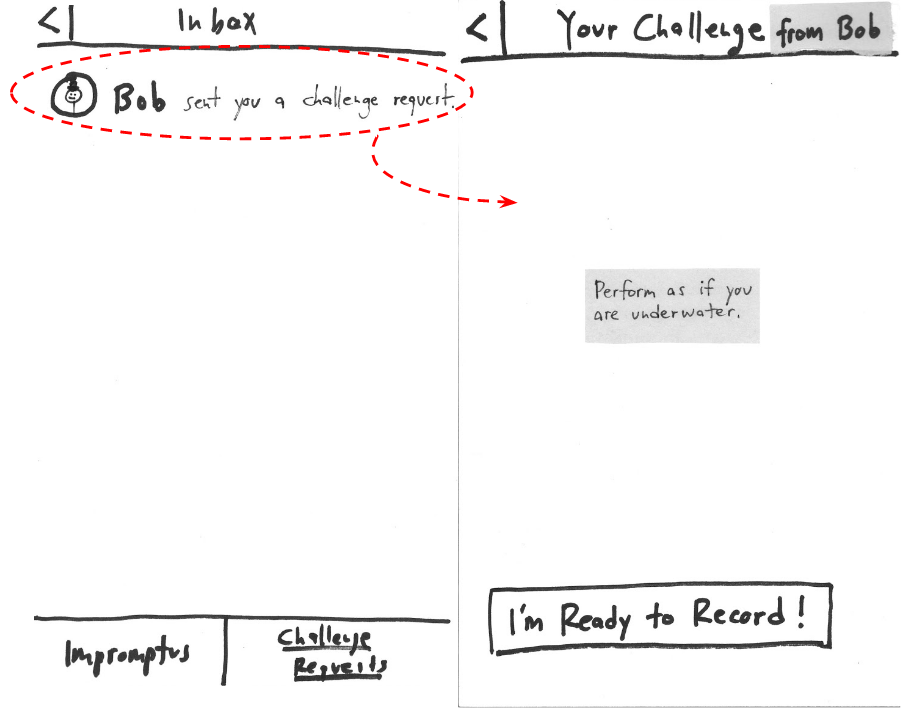 < Inbox
Bob sent you a challenge request.
Impromptus
Challenge
Requests
< Your Challenge from Bob
Perform as if you
are underwater.
I'm Ready to Record!